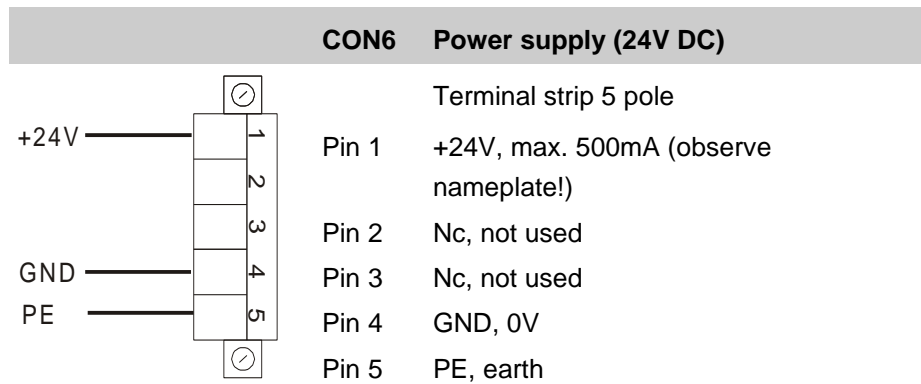 CON6 Power supply (24V DC)
Terminal strip 5 pole
+24V
1
Pin 1 +24V, max. 500mA (observe
nameplate!)
2
Pin 2 Nc, not used
3
Pin 3 Nc, not used
GND
4
Pin 4 GND, 0V
PE
5
Pin 5 PE, earth